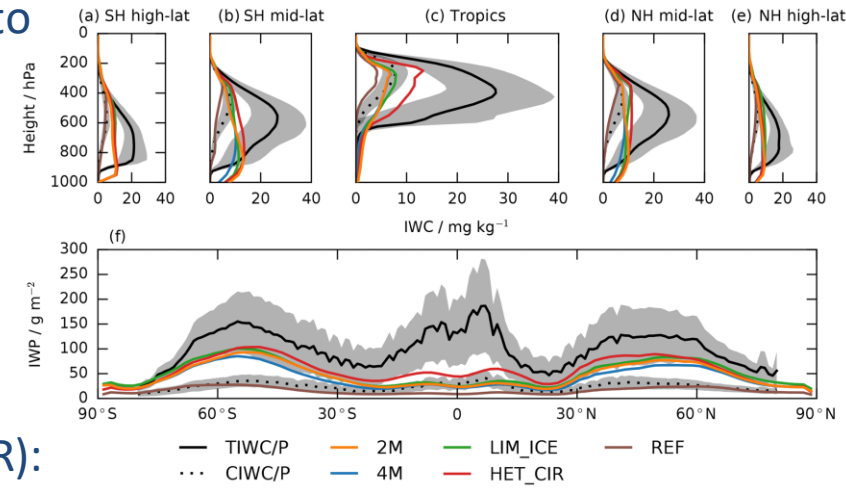 to
(a) SH high-lat (b) SH mid-lat (c) Tropics (d) NH mid-lat (e) NH high-lat
Height / hPa
0
200
400
600
800
1000
0 20 40
0 20 40
0 10 20 30 40
0 20 40
0 20 40
IWC / mg kg⁻¹
(f)
IWP / g m⁻²
300
250
200
150
100
50
0
90°S 60°S 30°S 0 30°N 60°N 90°N
TIWC/P 2M LIM_ICE REF
CIWC/P 4M HET_CIR
R):